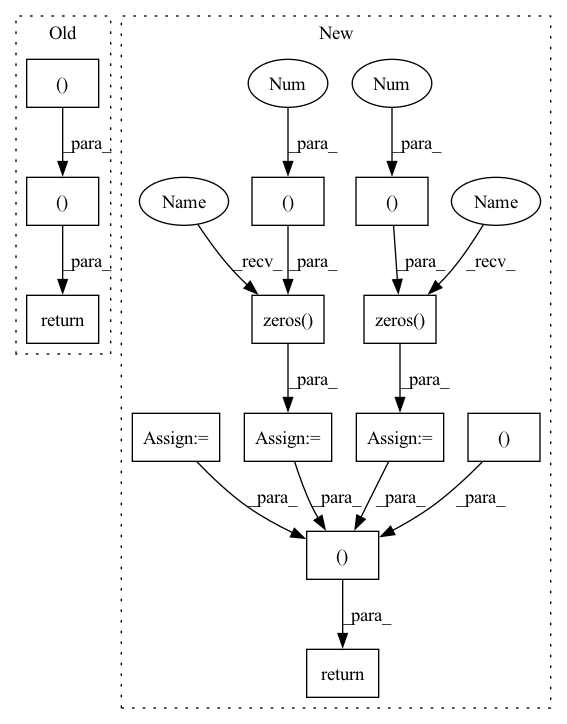 Old
New
()
Num
Num
_para_
_para_
_para_
()
Name
()
()
Name
_para_
_recv_
_para_
_para_
_recv_
return
zeros()
zeros()
_para_
_para_
Assign:=
Assign:=
Assign:=
()
_para_
_para_
_para_
_para_
()
_para_
return